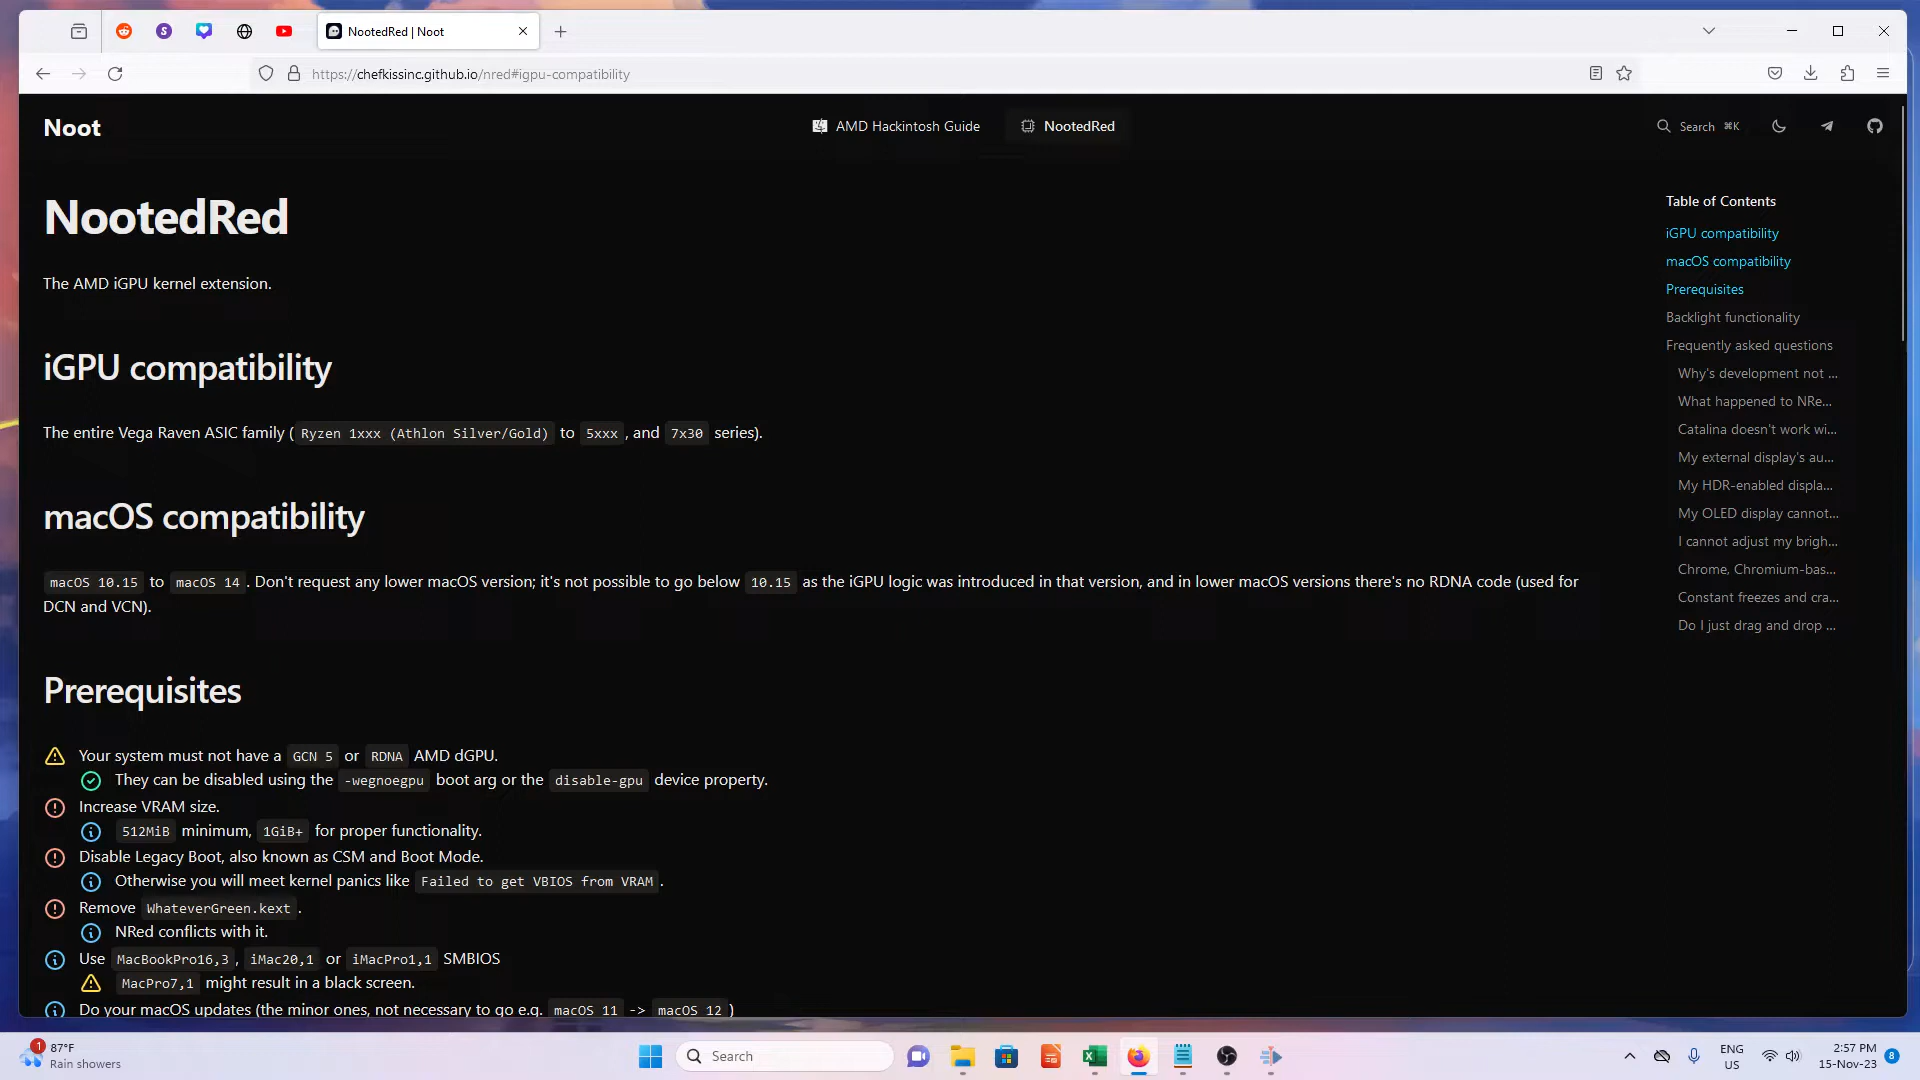 NootedRed | Noot
https://chefkissinc.github.io/nred#igpu-compatibility
Noot
AMD Hackintosh Guide
NootedRed
Search ⌘K
NootedRed
The AMD iGPU kernel extension.
iGPU compatibility
The entire Vega Raven ASIC family ( Ryzen 1xxx (Athlon Silver/Gold) to 5xxx , and 7x30 series).
macOS compatibility
macOS 10.15 to macOS 14 . Don't request any lower macOS version; it's not possible to go below 10.15 as the iGPU logic was introduced in that version, and in lower macOS versions there's no RDNA code (used for
DCN and VCN).
Prerequisites
Your system must not have a GCN 5 or RDNA AMD dGPU.
They can be disabled using the -wegnoegpu boot arg or the disable-gpu device property.
Increase VRAM size.
512MiB minimum, 1GiB+ for proper functionality.
Disable Legacy Boot, also known as CSM and Boot Mode.
Otherwise you will meet kernel panics like Failed to get VBIOS from VRAM .
Remove WhateverGreen.kext .
NRed conflicts with it.
Use MacBookPro16,3 , iMac20,1 or iMacPro1,1 SMBIOS
MacPro7,1 might result in a black screen.
Do your macOS updates (the minor ones, not necessary to go e.g. macOS 11 -> macOS 12 )
Table of Contents
iGPU compatibility
macOS compatibility
Prerequisites
Backlight functionality
Frequently asked questions
Why's development not ...
What happened to NRe...
Catalina doesn't work wi...
My external display's au...
My HDR-enabled displa...
My OLED display cannot...
I cannot adjust my brigh...
Chrome, Chromium-bas...
Constant freezes and cra...
Do I just drag and drop ...
1
87°F
Rain showers
Search
ENG
US
2:57 PM
15-Nov-23
8